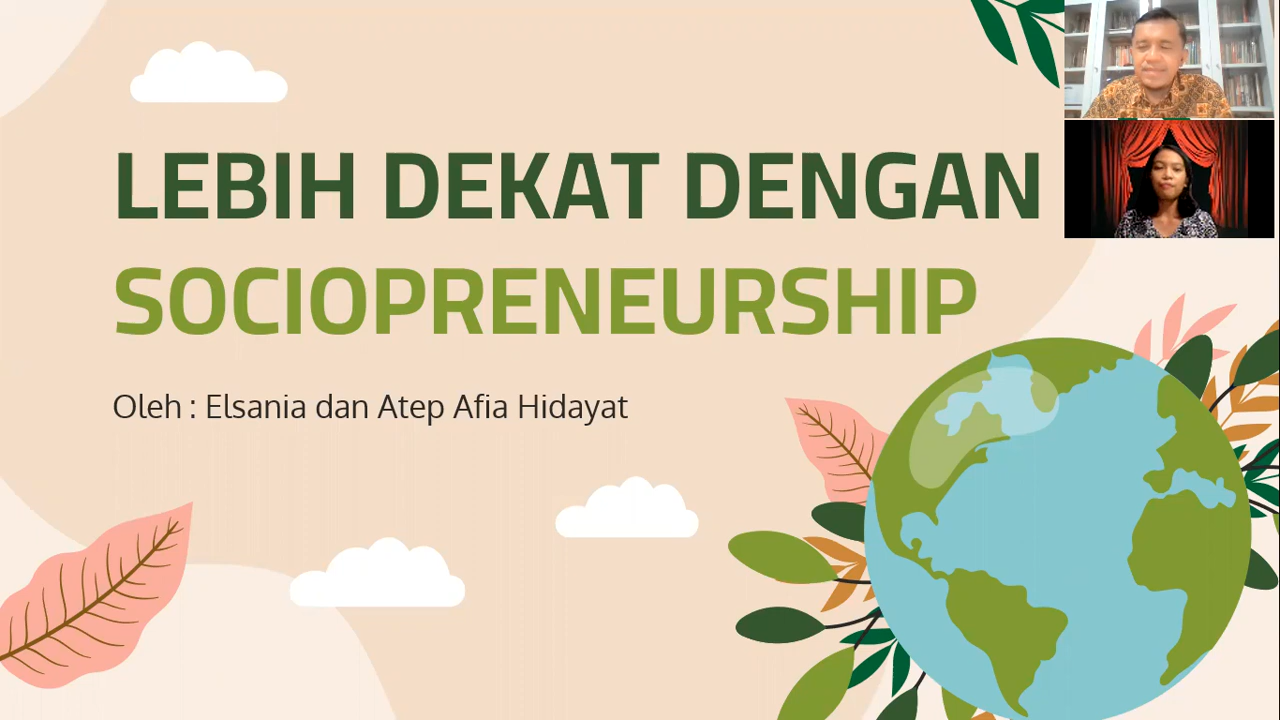 LEBIH DEKAT DENGAN
SOCIOPRENEURSHIP
Oleh : Elsania dan Atep Afia Hidayat